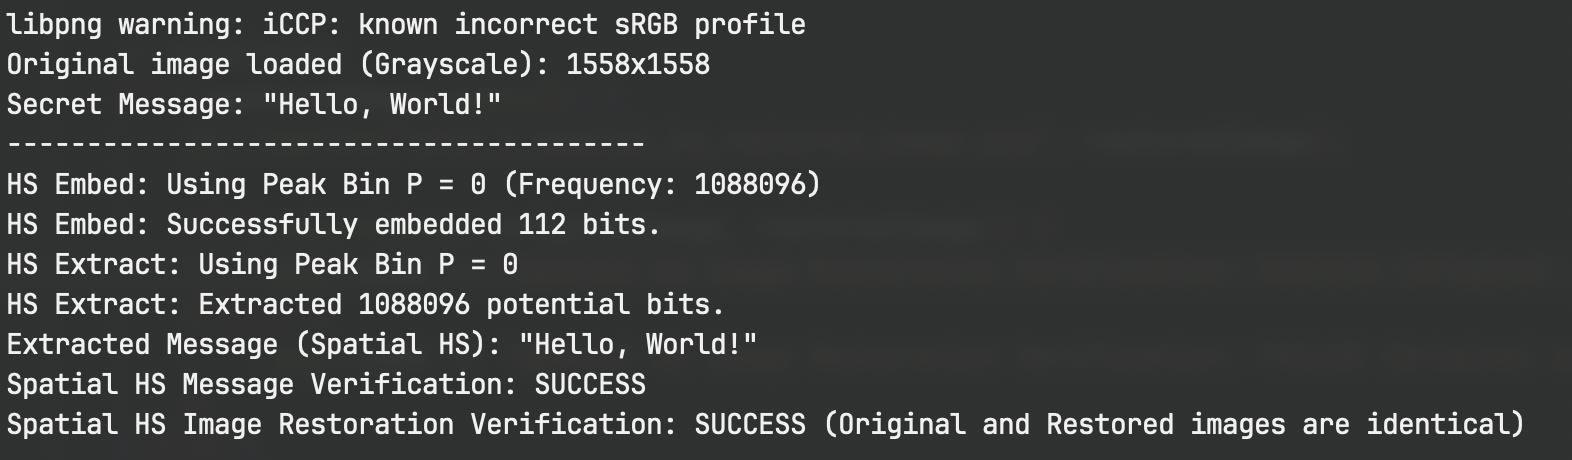 libpng warning: iCCP: known incorrect sRGB profile
Original image loaded (Grayscale): 1558x1558
Secret Message: "Hello, World!"
----------------------------------------
HS Embed: Using Peak Bin P = 0 (Frequency: 1088096)
HS Embed: Successfully embedded 112 bits.
HS Extract: Using Peak Bin P = 0
HS Extract: Extracted 1088096 potential bits.
Extracted Message (Spatial HS): "Hello, World!"
Spatial HS Message Verification: SUCCESS
Spatial HS Image Restoration Verification: SUCCESS (Original and Restored images are identical)